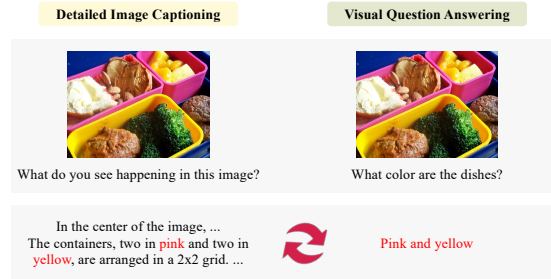 Detailed Image Captioning
Visual Question Answering
What do you see happening in this image?
What color are the dishes?
In the center of the image, ...
The containers, two in pink and two in
yellow, are arranged in a 2x2 grid. ...
Pink and yellow